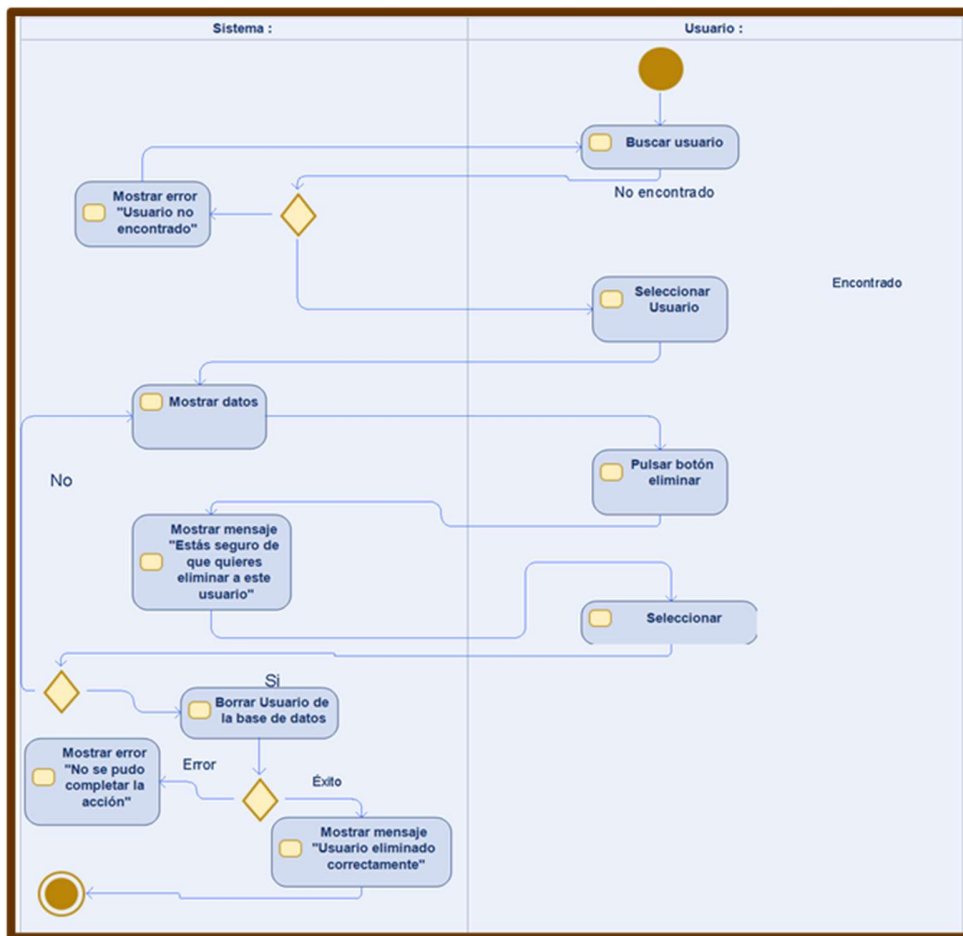 Sistema :
Usuario :
Buscar usuario
No encontrado
Mostrar error
"Usuario no
encontrado"
Encontrado
Seleccionar
Usuario
Mostrar datos
No
Pulsar botón
eliminar
Mostrar mensaje
"Estás seguro de
que quieres
eliminar a este
usuario"
Seleccionar
Si
Borrar Usuario de
la base de datos
Mostrar error
"No se pudo
completar la
acción"
Error
Éxito
Mostrar mensaje
"Usuario eliminado
correctamente"